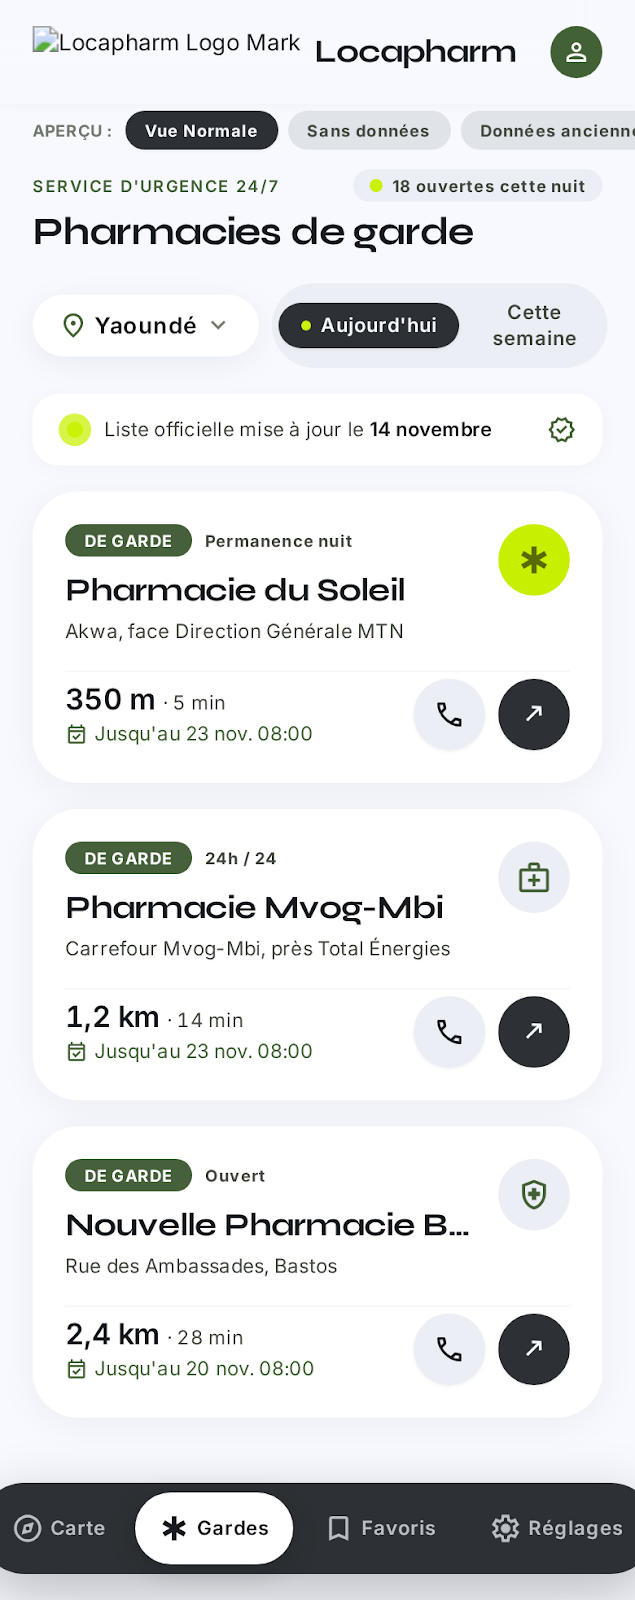 Locapharm Logo Mark
Locapharm
APERÇU :
Vue Normale
Sans données
Données ancienne
SERVICE D'URGENCE 24/7
18 ouvertes cette nuit
Pharmacies de garde
Yaoundé
Aujourd'hui
Cette
semaine
Liste officielle mise à jour le 14 novembre
DE GARDE
Permanence nuit
Pharmacie du Soleil
Akwa, face Direction Générale MTN
350 m · 5 min
Jusqu'au 23 nov. 08:00
DE GARDE
24h / 24
Pharmacie Mvog-Mbi
Carrefour Mvog-Mbi, près Total Énergies
1,2 km · 14 min
Jusqu'au 23 nov. 08:00
DE GARDE
Ouvert
Nouvelle Pharmacie B...
Rue des Ambassades, Bastos
2,4 km · 28 min
Jusqu'au 20 nov. 08:00
Carte
Gardes
Favoris
Réglages